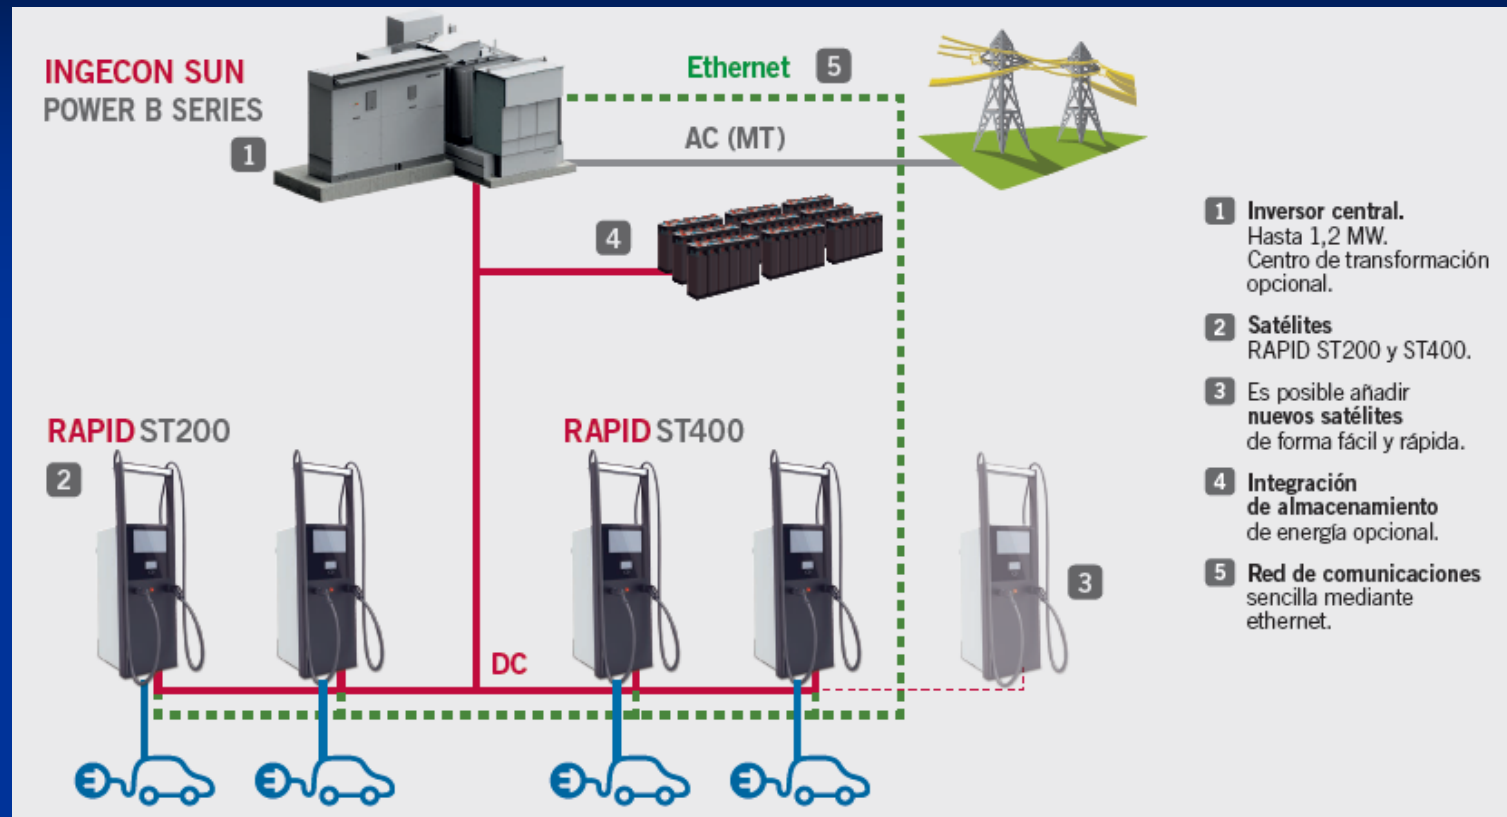 INGECON SUN
POWER B SERIES
1
Ethernet 5
AC (MT)
4
RAPID ST200
2
RAPID ST400
3
DC
1 Inversor central.
Hasta 1,2 MW.
Centro de transformación
opcional.
2 Satélites
RAPID ST200 y ST400.
3 Es posible añadir
nuevos satélites
de forma fácil y rápida.
4 Integración
de almacenamiento
de energía opcional.
5 Red de comunicaciones
sencilla mediante
ethernet.